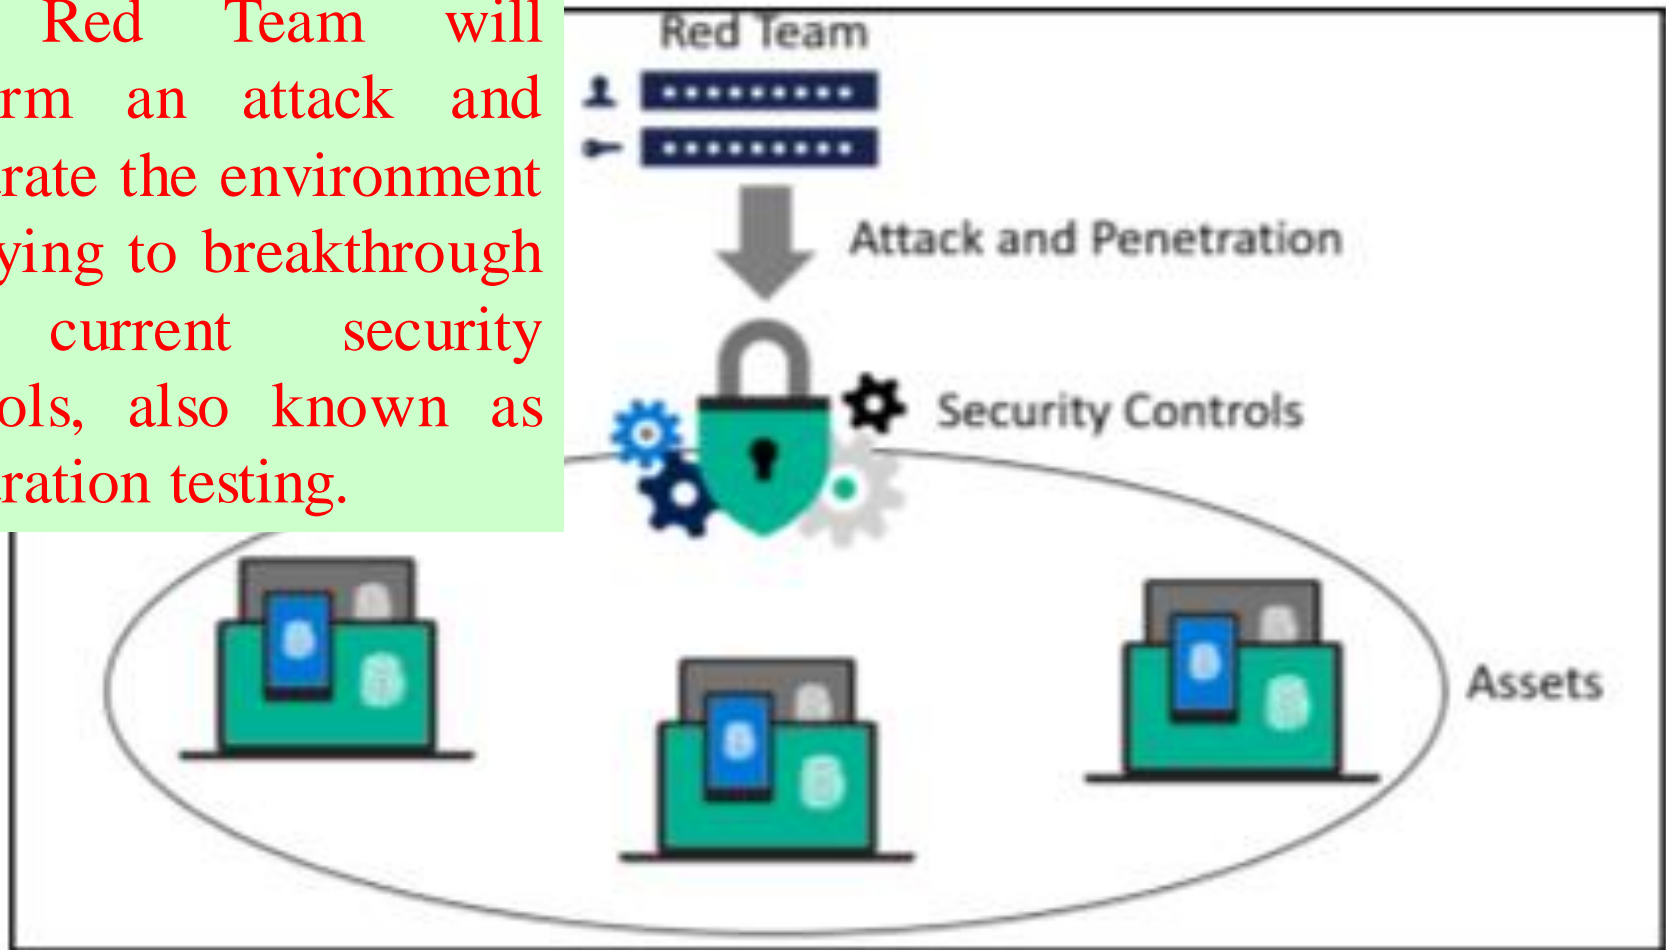 Red Team will
rm an attack and
rate the environment
ying to breakthrough
current security
ols, also known as
ration testing.
Red Team
Attack and Penetration
Security Controls
Assets